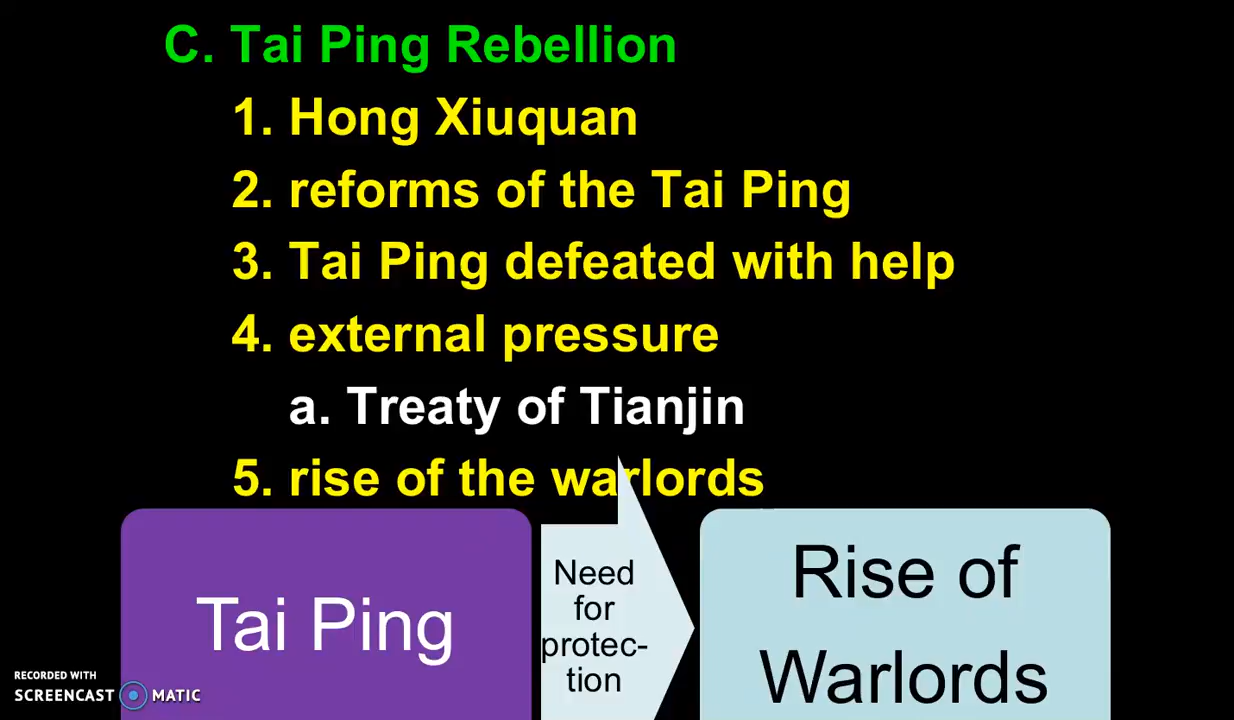 C. Tai Ping Rebellion
1. Hong Xiuquan
2. reforms of the Tai Ping
3. Tai Ping defeated with help
4. external pressure
a. Treaty of Tianjin
5. rise of the warlords
Tai Ping
Need
for
protec-
tion
Rise of
Warlords
RECORDED WITH
SCREENCAST MATIC